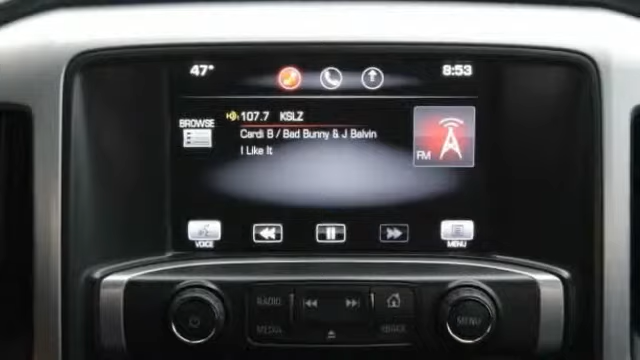 47°
8:53
107.7 KSLZ
BROWSE
Cardi B / Bad Bunny & J Balvin
I Like It
FM
VOICE
MENU
RADIO
MEDIA
BACK
MENU